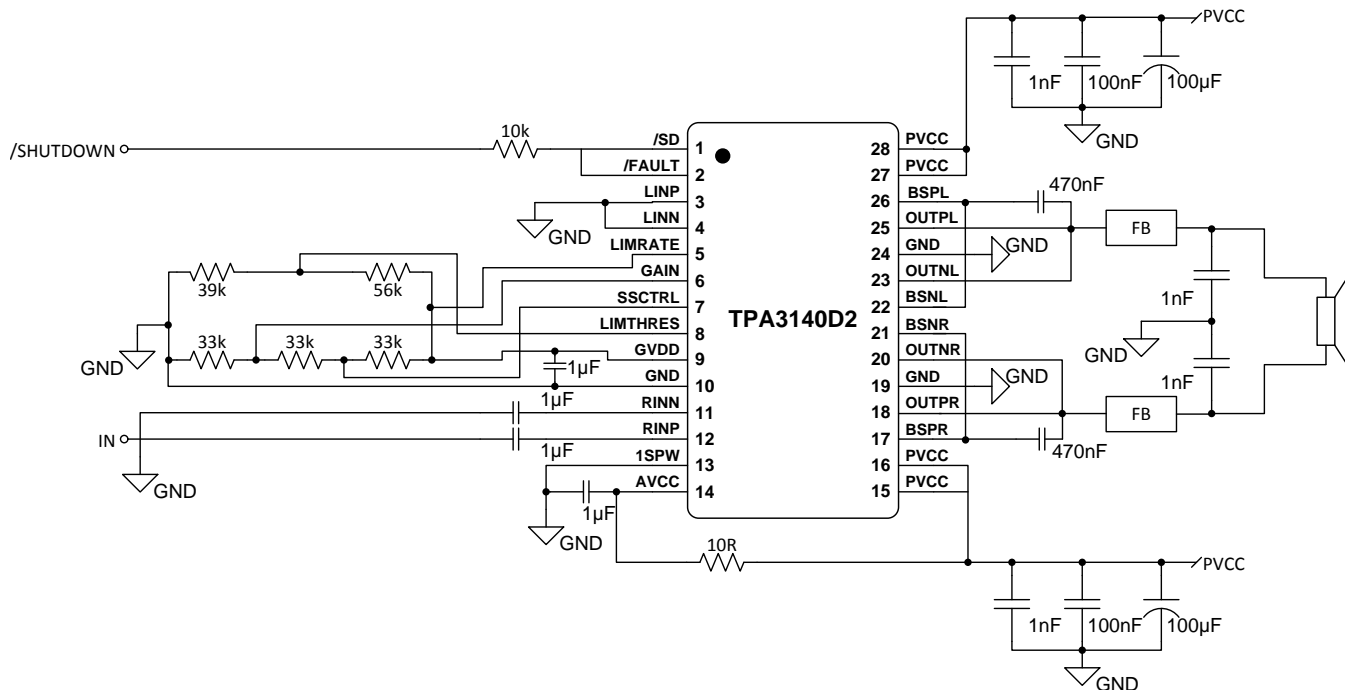 PVCC
1nF
100nF
100µF
GND
/SHUTDOWN
10k
/SD
1
28
PVCC
/FAULT
2
27
PVCC
LINP
3
26
BSPL
470nF
GND
LINN
4
25
OUTPL
FB
LIMRATE
5
24
GND
GND
39k
56k
GAIN
6
23
OUTNL
1nF
SSCTRL
7
22
BSNL
TPA3140D2
LIMTHRES
8
21
BSNR
GND
33k
33k
33k
GVDD
9
20
OUTNR
GND
1µF
GND
10
19
GND
GND
1nF
1µF
RINN
11
18
OUTPR
FB
IN
1µF
RINP
12
17
BSPR
470nF
GND
1SPW
13
16
PVCC
AVCC
14
15
PVCC
1µF
GND
10R
PVCC
1nF
100nF
100µF
GND